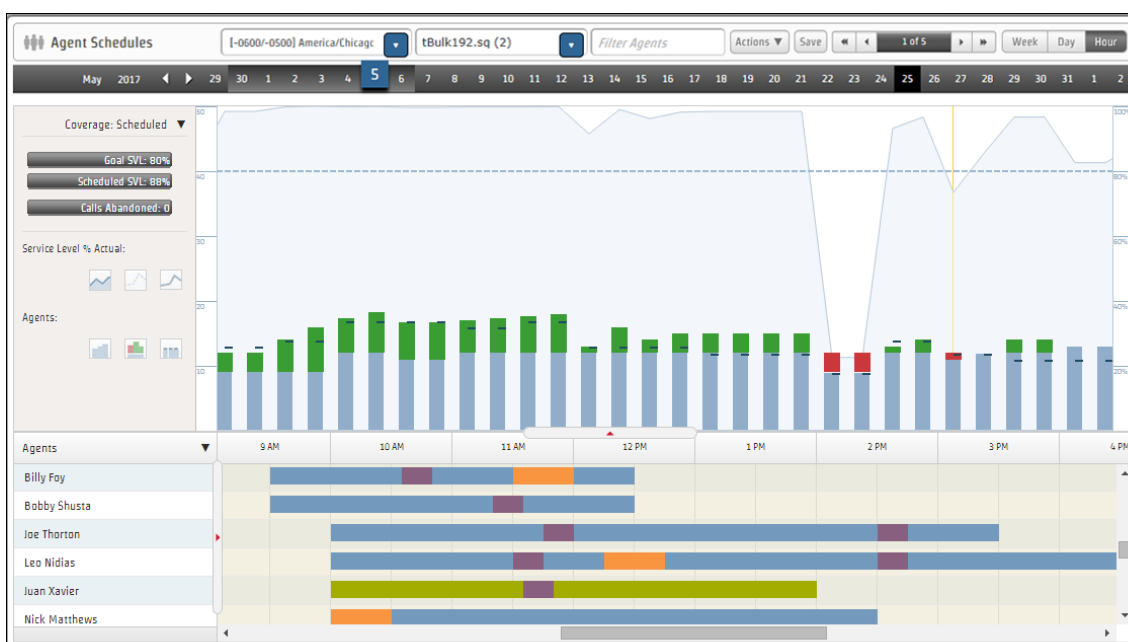 Agent Schedules
[-0600/-0500] America/Chicago
tBulk192.sq (2)
Filter Agents
Actions ▼
Save
1 of 5
Week
Day
Hour
May 2017
29 30 1 2 3 4 5 6 7 8 9 10 11 12 13 14 15 16 17 18 19 20 21 22 23 24 25 26 27 28 29 30 31 1 2
Coverage: Scheduled ▼
Goal SVL: 80%
Scheduled SVL: 88%
Calls Abandoned: 0
Service Level % Actual:
Agents:
50
40
30
20
10
100%
80%
60%
40%
20%
Agents ▼
9 AM
10 AM
11 AM
12 PM
1 PM
2 PM
3 PM
4 PM
Billy Foy
Bobby Shusta
Joe Thorton
Leo Nidias
Juan Xavier
Nick Matthews